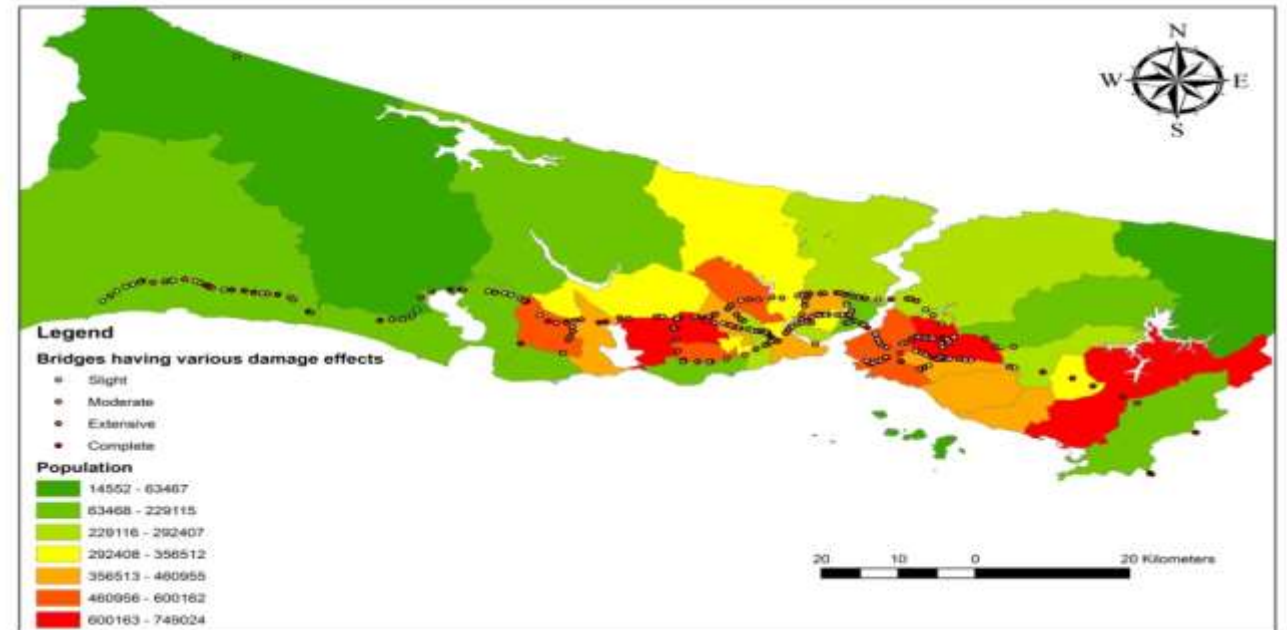 N
W E
S
Legend
Bridges having various damage effects
Slight
Moderate
Extensive
Complete
Population
14552 - 63467
63468 - 229115
229116 - 292407
292408 - 356512
356513 - 460955
460956 - 600162
600163 - 749024
20 10 0 20 Kilometers